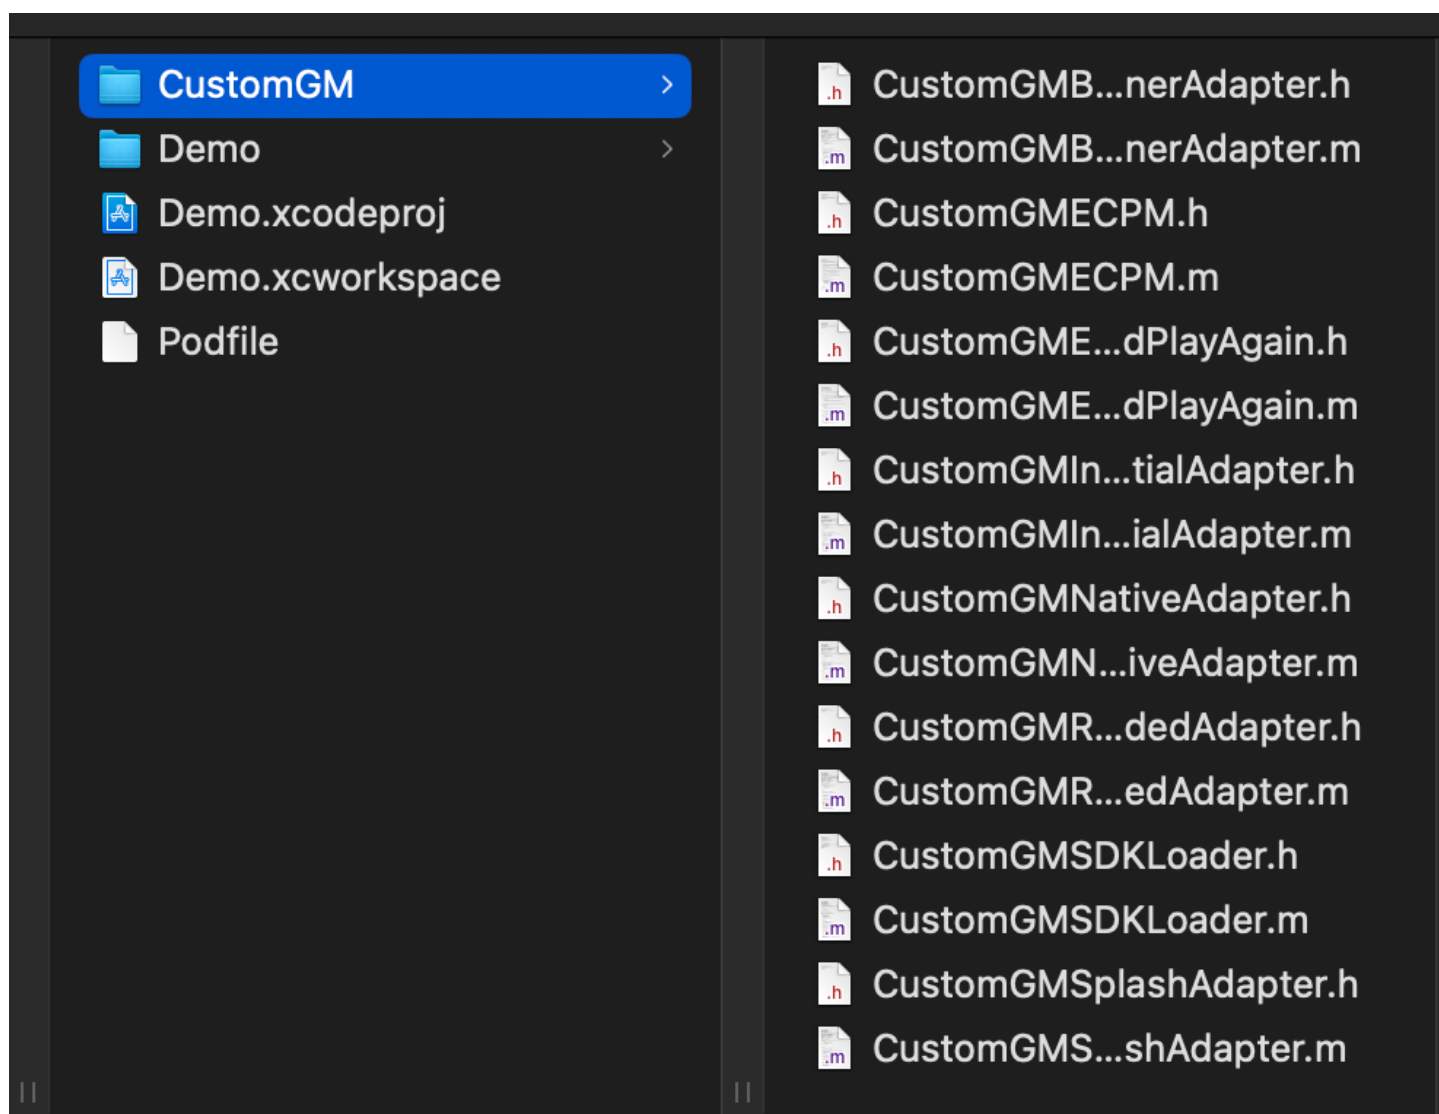 CustomGM
Demo
Demo.xcodeproj
Demo.xcworkspace
Podfile
CustomGMB...nerAdapter.h
CustomGMB...nerAdapter.m
CustomGMECPM.h
CustomGMECPM.m
CustomGME...dPlayAgain.h
CustomGME...dPlayAgain.m
CustomGMIn...tialAdapter.h
CustomGMIn...ialAdapter.m
CustomGMNativeAdapter.h
CustomGMN...iveAdapter.m
CustomGMR...dedAdapter.h
CustomGMR...edAdapter.m
CustomGMSDKLoader.h
CustomGMSDKLoader.m
CustomGMSplashAdapter.h
CustomGMS...shAdapter.m